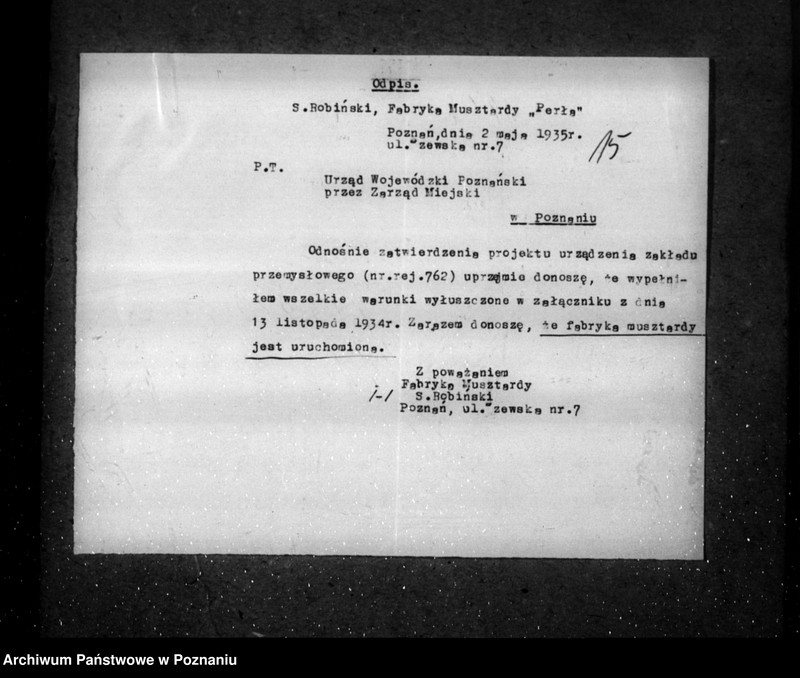 Odpis.
S.Robiński, Fabryka Musztardy „Perła"
Poznań,dnia 2 maja 1935r.
ul."zewska nr.7
15
P.T.
Urząd Wojewódzki Poznański
przez Zarząd Miejski
w Poznaniu
Odnośnie zatwierdzenia projektu urządzenia zakładu
przemysłowego (nr.rej.762) uprzejmie donoszę, że wypełni-
łem wszelkie warunki wyłuszczone w załączniku z dnia
13 listopada 1934r. Zarazem donoszę, że fabryka musztardy
jest uruchomiona.
Z poważaniem
Fabryka Musztardy
/-/ S.Robiński
Poznań, ul."zewska nr.7
Archiwum Państwowe w Poznaniu